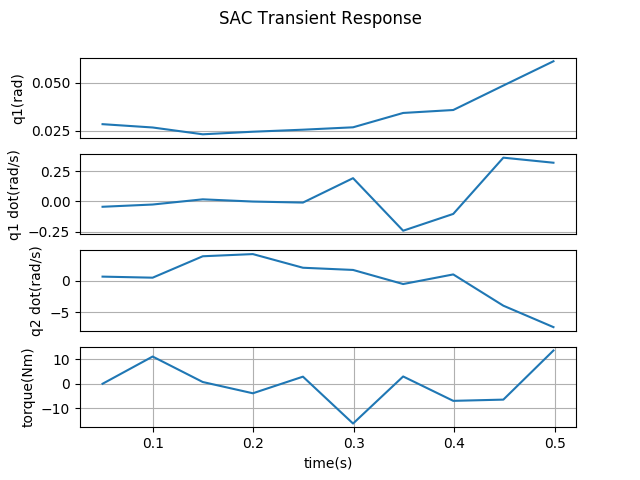 SAC Transient Response
q1(rad)
0.050
0.025
q1 dot(rad/s)
0.25
0.00
−0.25
q2 dot(rad/s)
0
−5
torque(Nm)
10
0
−10
0.1 0.2 0.3 0.4 0.5
time(s)